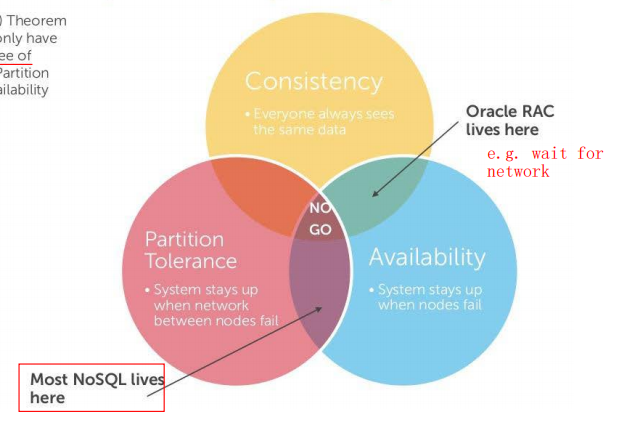 ) Theorem
only have
ee of
Partition
ailability
Consistency
• Everyone always sees
the same data
Oracle RAC
lives here
e.g. wait for
network
NO
GO
Partition
Tolerance
• System stays up
when network
between nodes fail
Availability
• System stays up
when nodes fail
Most NoSQL lives
here